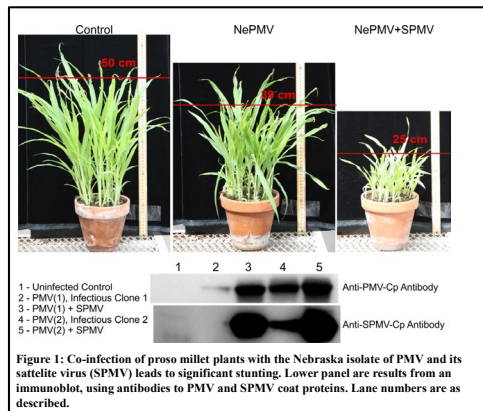 Control NePMV NePMV+SPMV
50 cm
39 cm
25 cm
1 2 3 4 5
1 - Uninfected Control
2 - PMV(1), Infectious Clone 1
3 - PMV(1) + SPMV
4 - PMV(2), Infectious Clone 2
5 - PMV(2) + SPMV
Anti-PMV-Cp Antibody
Anti-SPMV-Cp Antibody
Figure 1: Co-infection of proso millet plants with the Nebraska isolate of PMV and its
sattelite virus (SPMV) leads to significant stunting. Lower panel are results from an
immunoblot, using antibodies to PMV and SPMV coat proteins. Lane numbers are as
described.